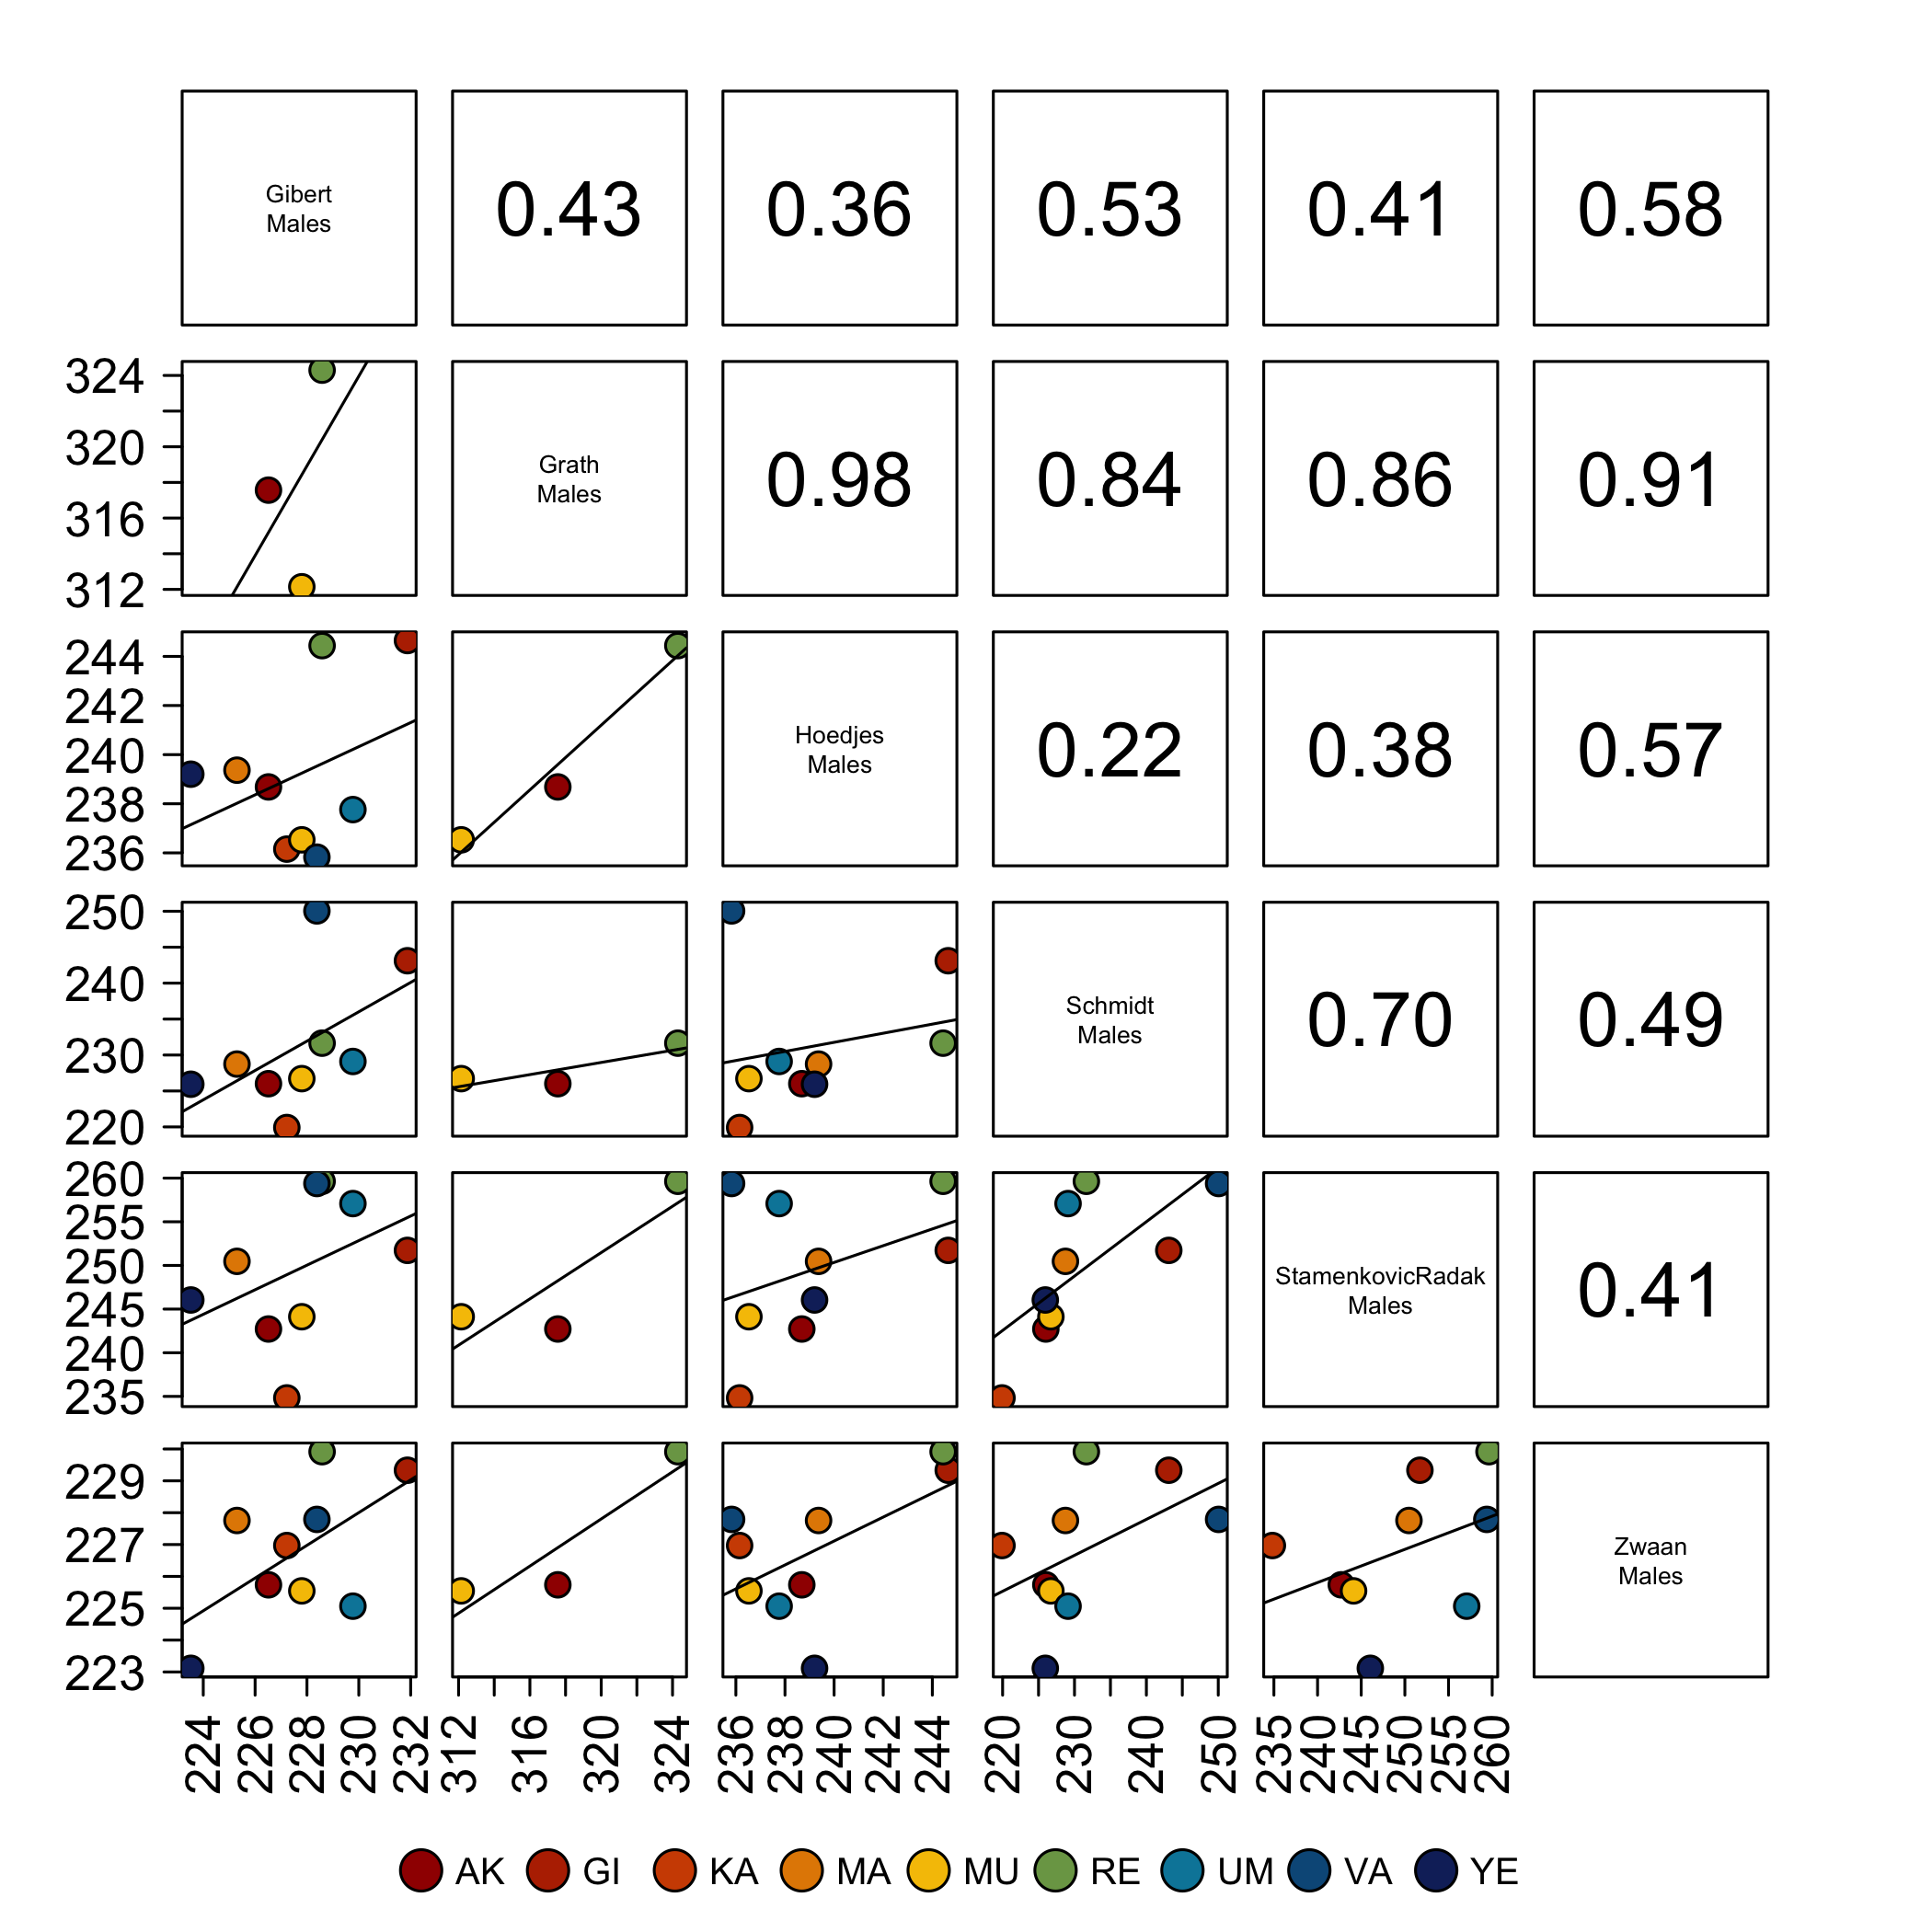 Gibert
Males
0.43
0.36
0.53
0.41
0.58
324
320
316
312
Grath
Males
0.98
0.84
0.86
0.91
244
242
240
238
236
Hoedjes
Males
0.22
0.38
0.57
250
240
230
220
Schmidt
Males
0.70
0.49
260
255
250
245
240
235
StamenkovicRadak
Males
0.41
229
227
225
223
Zwaan
Males
224 226 228 230 232
312 316 320 324
236 238 240 242 244
220 230 240 250
235 240 245 250 255 260
AK GI KA MA MU RE UM VA YE